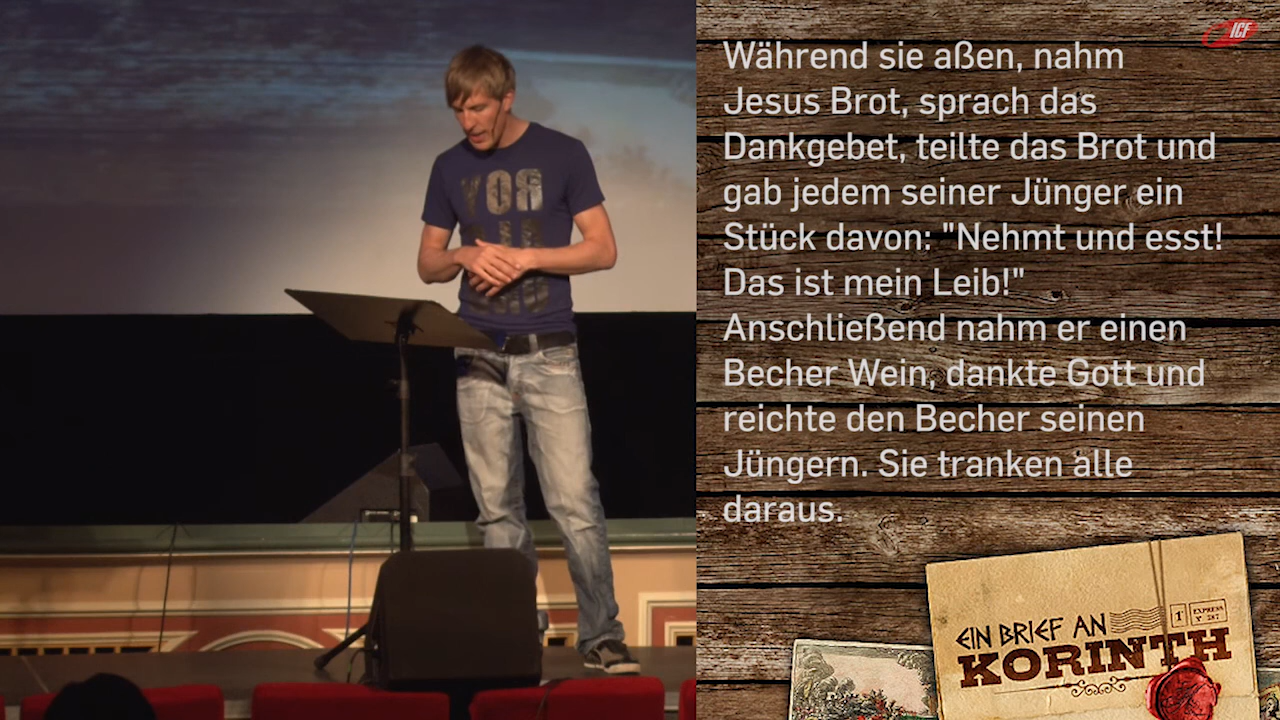 ICF
Während sie aßen, nahm
Jesus Brot, sprach das
Dankgebet, teilte das Brot und
gab jedem seiner Jünger ein
Stück davon: "Nehmt und esst!
Das ist mein Leib!"
Anschließend nahm er einen
Becher Wein, dankte Gott und
reichte den Becher seinen
Jüngern. Sie tranken alle
daraus.
EIN BRIEF AN
KORINTH
EXPRESS